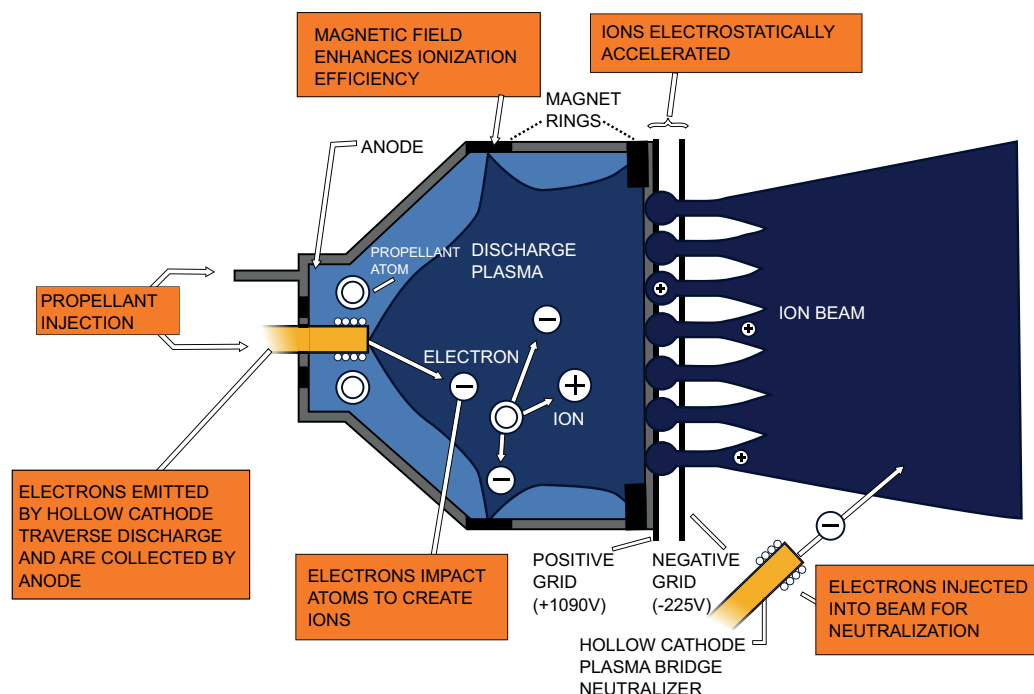 MAGNETIC FIELD
ENHANCES IONIZATION
EFFICIENCY
IONS ELECTROSTATICALLY
ACCELERATED
MAGNET
RINGS
ANODE
PROPELLANT
ATOM
DISCHARGE
PLASMA
PROPELLANT
INJECTION
ION BEAM
ELECTRON
ION
ELECTRONS EMITTED
BY HOLLOW CATHODE
TRAVERSE DISCHARGE
AND ARE COLLECTED BY
ANODE
ELECTRONS IMPACT
ATOMS TO CREATE
IONS
POSITIVE
GRID
(+1090V)
NEGATIVE
GRID
(-225V)
HOLLOW CATHODE
PLASMA BRIDGE
NEUTRALIZER
ELECTRONS INJECTED
INTO BEAM FOR
NEUTRALIZATION